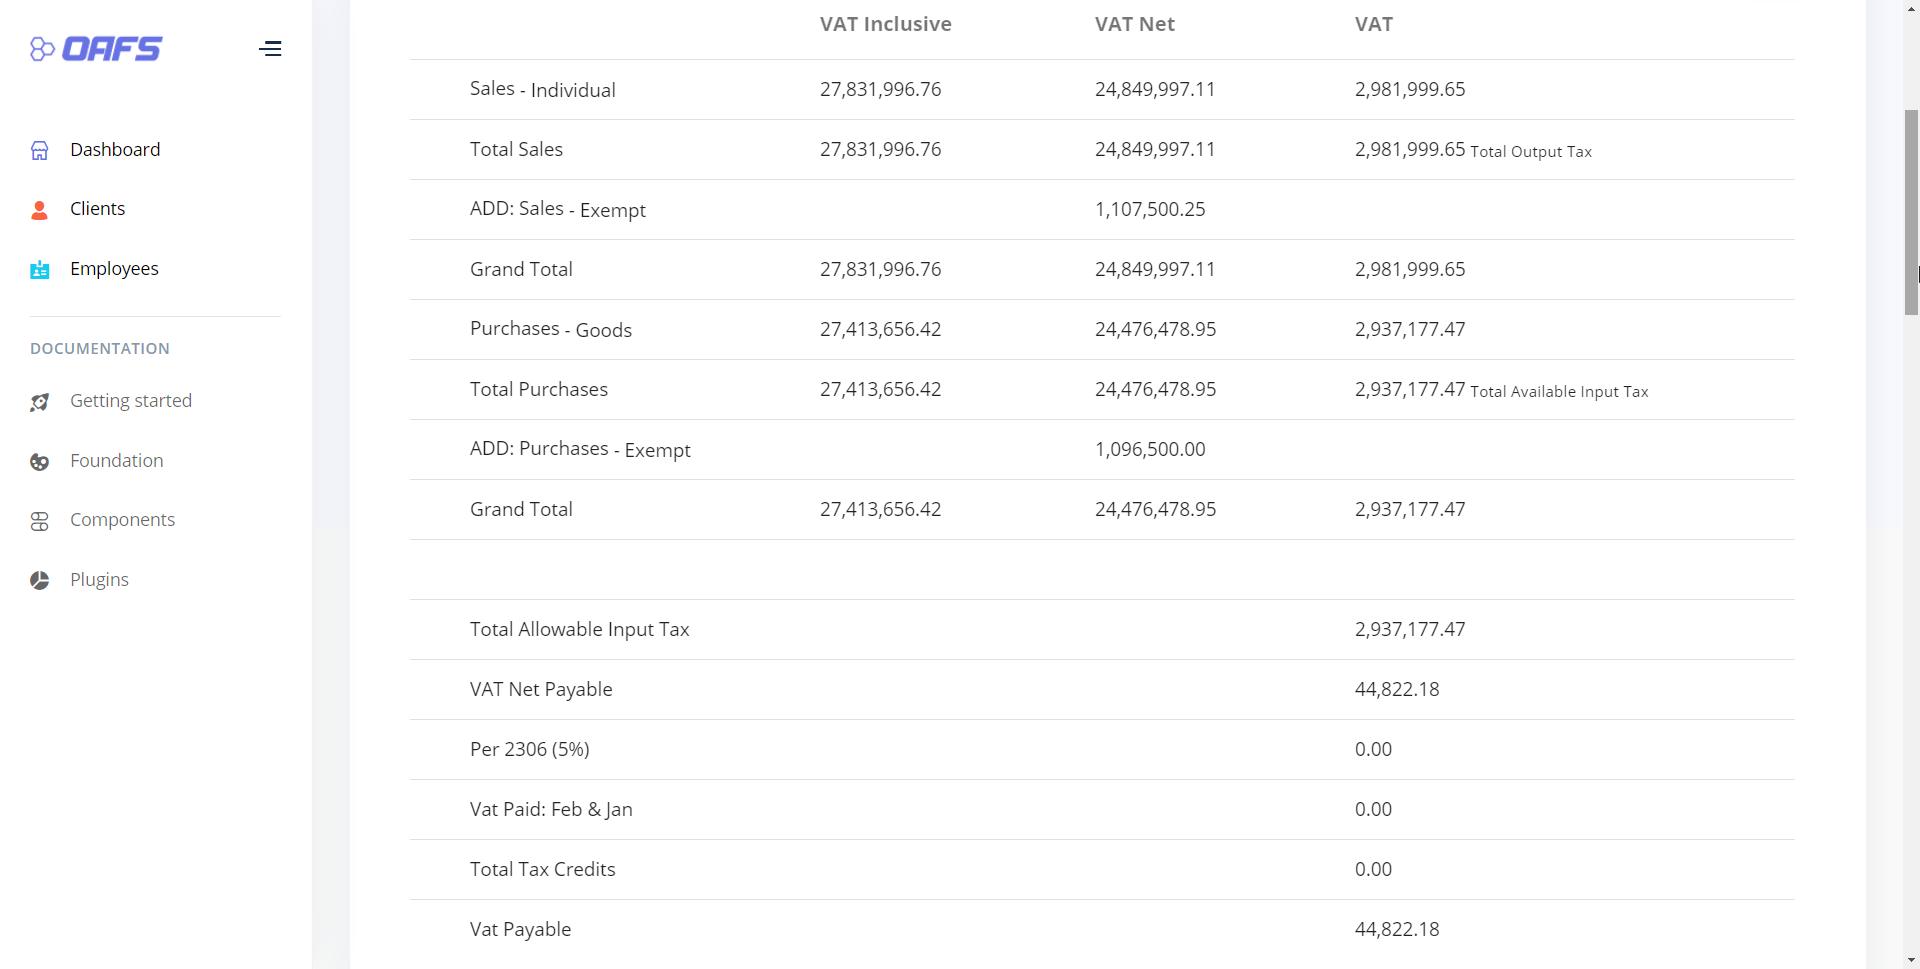 OAFS
Dashboard
Clients
Employees
DOCUMENTATION
Getting started
Foundation
Components
Plugins
VAT Inclusive VAT Net VAT
Sales - Individual 27,831,996.76 24,849,997.11 2,981,999.65
Total Sales 27,831,996.76 24,849,997.11 2,981,999.65 Total Output Tax
ADD: Sales - Exempt 1,107,500.25
Grand Total 27,831,996.76 24,849,997.11 2,981,999.65
Purchases - Goods 27,413,656.42 24,476,478.95 2,937,177.47
Total Purchases 27,413,656.42 24,476,478.95 2,937,177.47 Total Available Input Tax
ADD: Purchases - Exempt 1,096,500.00
Grand Total 27,413,656.42 24,476,478.95 2,937,177.47
Total Allowable Input Tax 2,937,177.47
VAT Net Payable 44,822.18
Per 2306 (5%) 0.00
Vat Paid: Feb & Jan 0.00
Total Tax Credits 0.00
Vat Payable 44,822.18